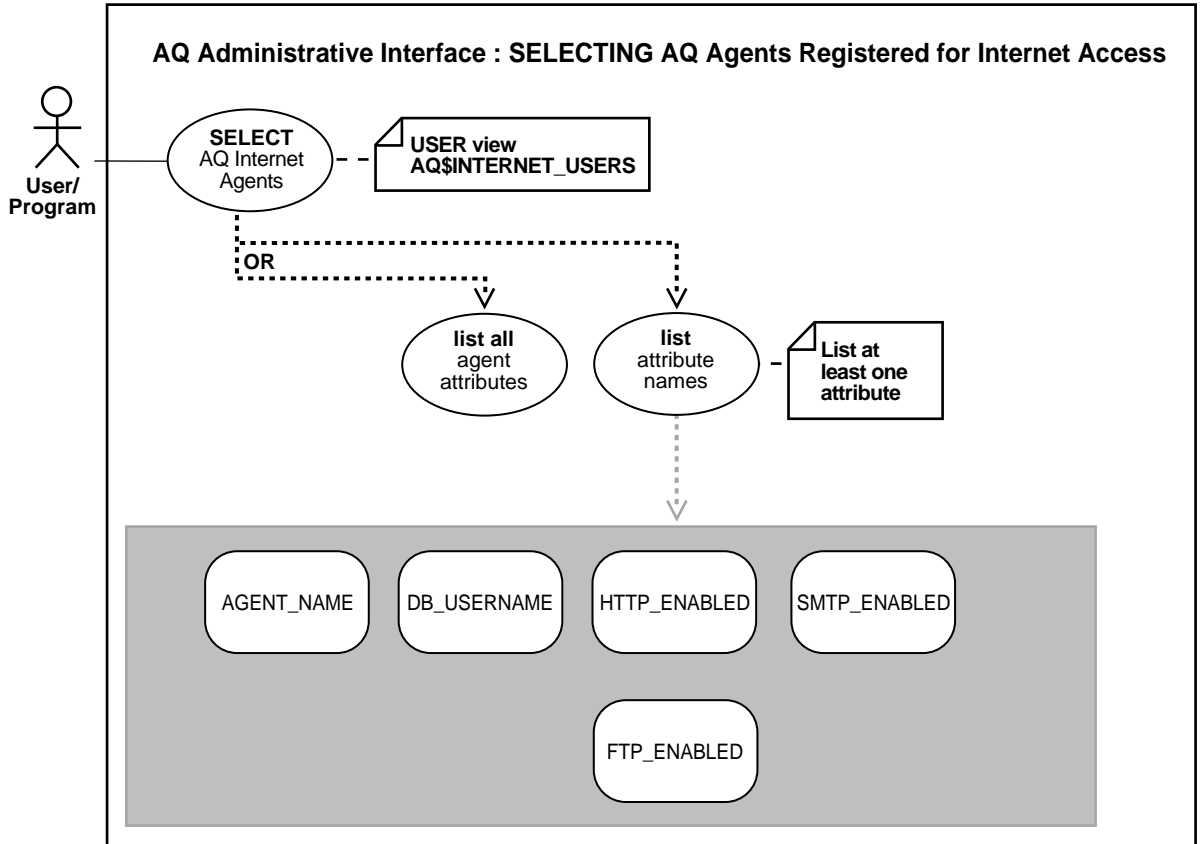 AQ Administrative Interface : SELECTING AQ Agents Registered for Internet Access
User/
Program
SELECT
AQ Internet
Agents
USER view
AQ$INTERNET_USERS
OR
list all
agent
attributes
list
attribute
names
List at
least one
attribute
AGENT_NAME
DB_USERNAME
HTTP_ENABLED
SMTP_ENABLED
FTP_ENABLED